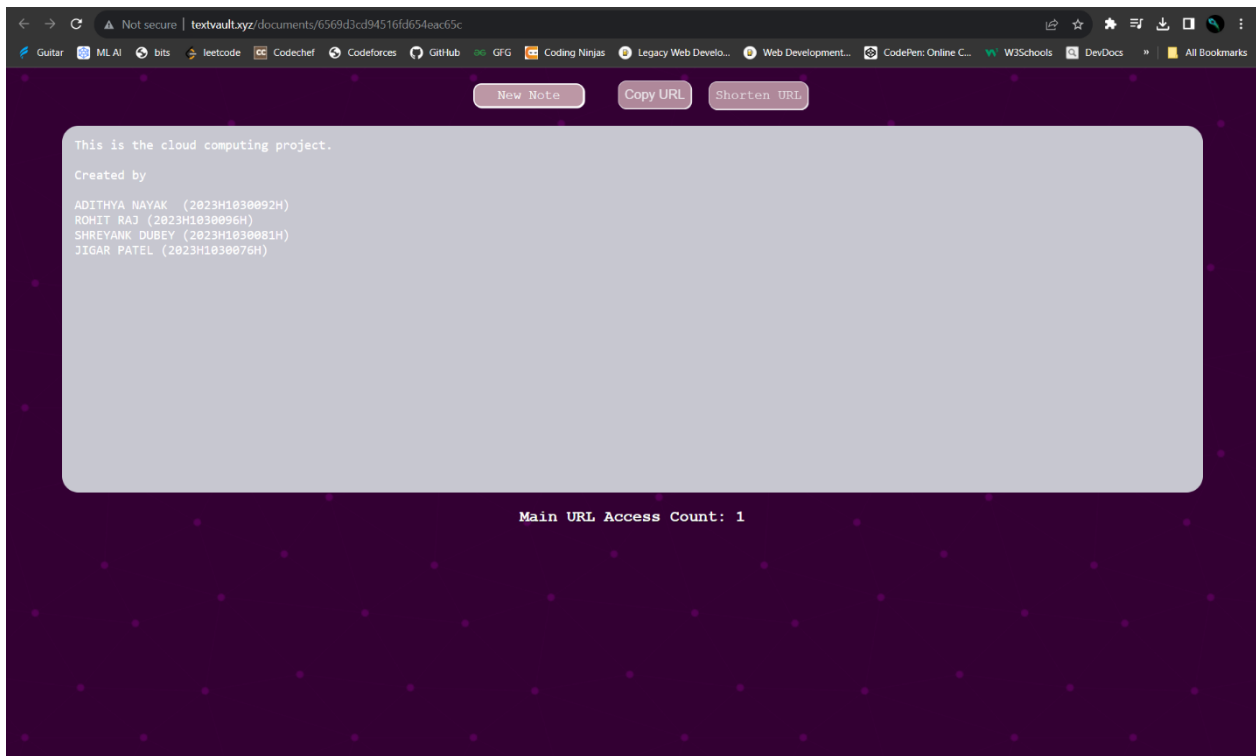 Not secure | textvault.xyz/documents/6569d3cd94516fd654eac65c
Guitar ML AI bits leetcode CC Codechef Codeforces GitHub GFG Coding Ninjas Legacy Web Develo... Web Development... CodePen: Online C... W3Schools DevDocs » All Bookmarks
New Note Copy URL Shorten URL
This is the cloud computing project.
Created by
ADITHYA NAYAK (2023H1030092H)
ROHIT RAJ (2023H1030096H)
SHREYANK DUBEY (2023H1030081H)
JIGAR PATEL (2023H1030076H)
Main URL Access Count: 1